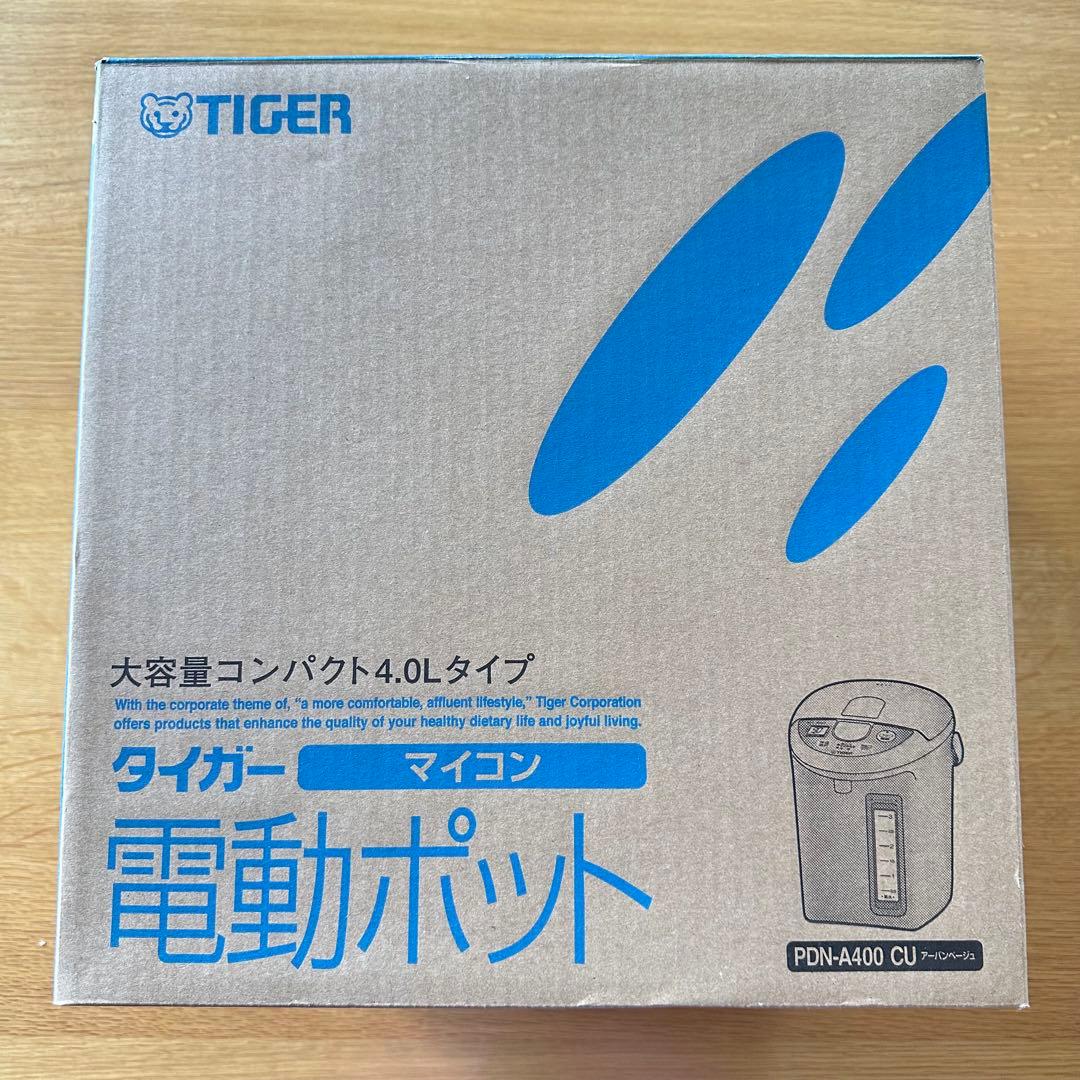 TIGER
大容量コンパクト4.0Lタイプ
With the corporate theme of, “a more comfortable, affluent lifestyle,” Tiger Corporation
offers products that enhance the quality of your healthy dietary life and joyful living.
タイガー マイコン
電動ポット
PDN-A400 CU アーバンベージュ